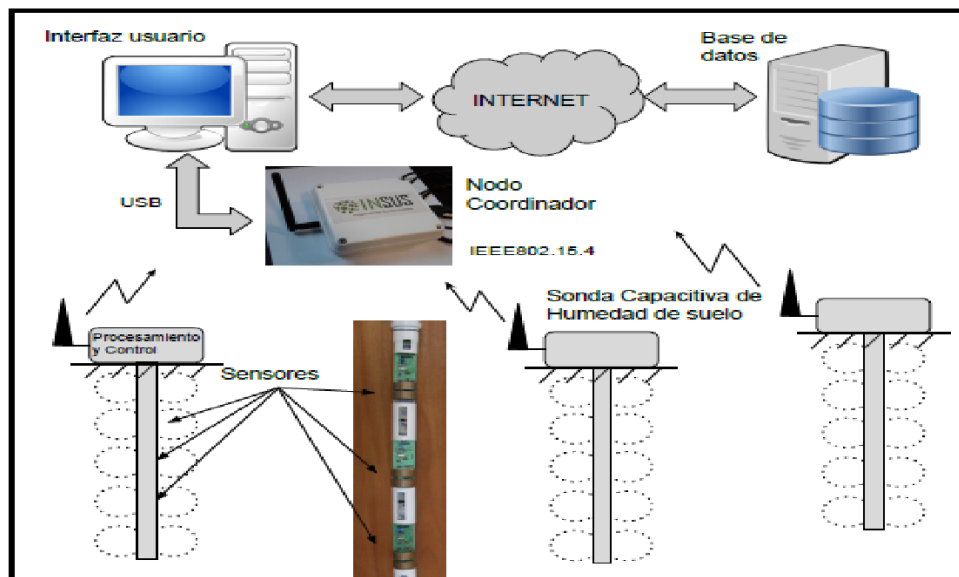 Interfaz usuario
Base de
datos
INTERNET
USB
INSUS
Nodo
Coordinador
IEEE802.15.4
Sonda Capacitiva de
Humedad de suelo
Procesamiento
y Control
Sensores